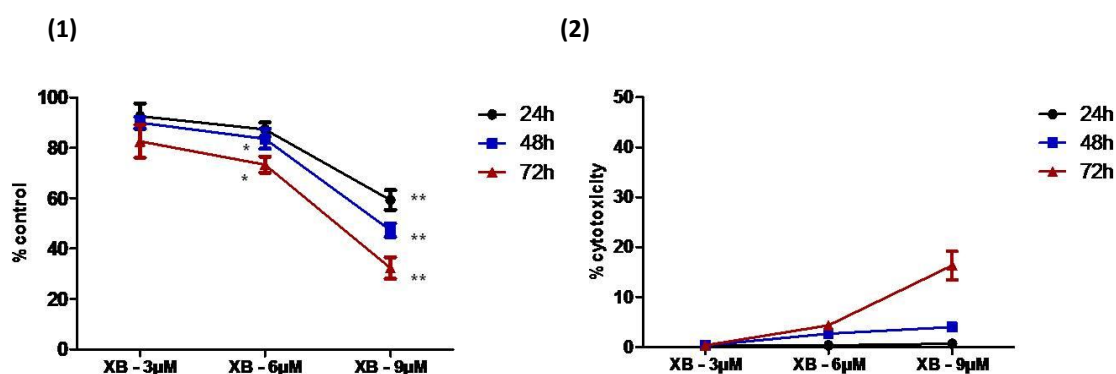 (1)
(2)
% control
100
80
60
40
20
0
XB - 3µM
XB - 6µM
XB - 9µM
*
*
**
**
**
24h
48h
72h
% cytotoxicity
50
40
30
20
10
0
XB - 3µM
XB - 6µM
XB - 9µM
24h
48h
72h